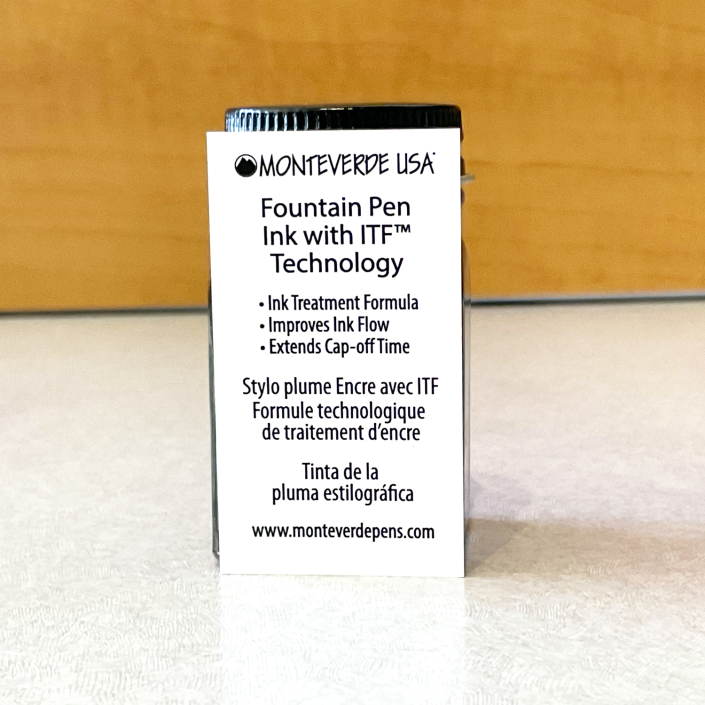 MONTEVERDE USA
Fountain Pen
Ink with ITF™
Technology
• Ink Treatment Formula
• Improves Ink Flow
• Extends Cap-off Time
Stylo plume Encre avec ITF
Formule technologique
de traitement d'encre
Tinta de la
pluma estilográfica
www.monteverdepens.com